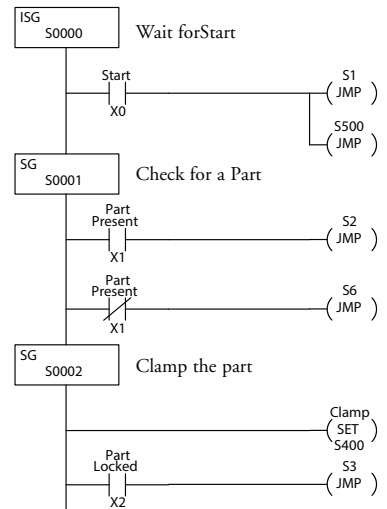 ISG
S0000
Wait forStart
Start
X0
S1
JMP
S500
JMP
SG
S0001
Check for a Part
Part
Present
X1
S2
JMP
Part
Present
X1
S6
JMP
SG
S0002
Clamp the part
Clamp
SET
S400
Part
Locked
X2
S3
JMP